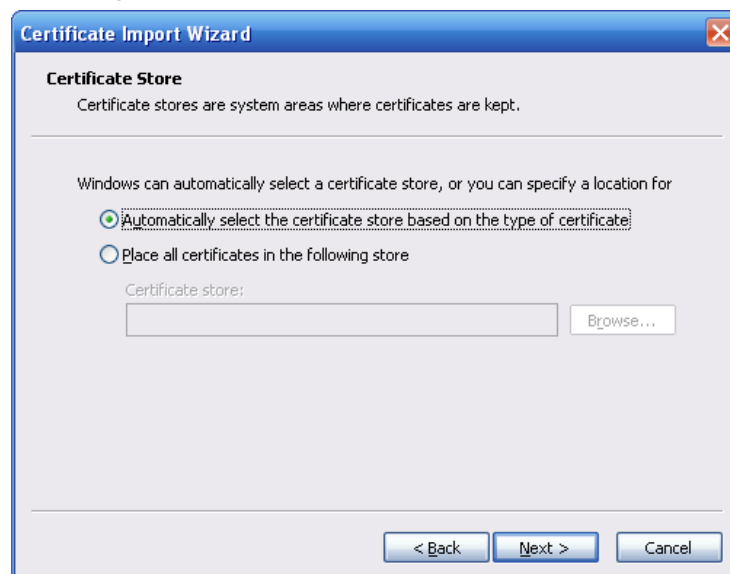 Certificate Import Wizard
Certificate Store
Certificate stores are system areas where certificates are kept.
Windows can automatically select a certificate store, or you can specify a location for
Automatically select the certificate store based on the type of certificate
Place all certificates in the following store
Certificate store:
Browse...
< Back
Next >
Cancel